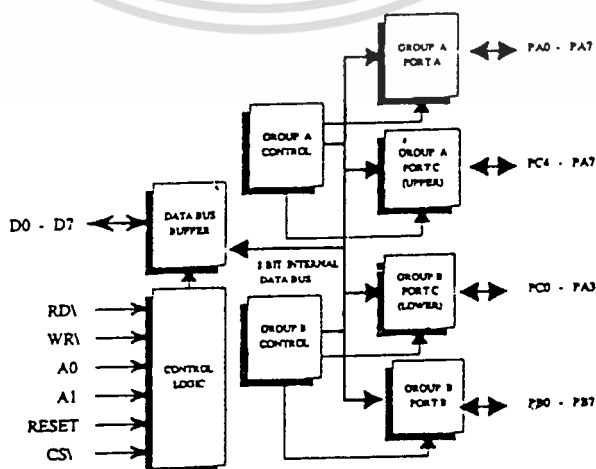 GROUP A
PORT A
PA0 - PA7
GROUP A
CONTROL
GROUP A
PORT C
(UPPER)
PC4 - PA7
D0 - D7
DATA BUS
BUFFER
8 BIT INTERNAL
DATA BUS
GROUP B
PORT C
(LOWER)
PC0 - PA3
RD\
WR\
A0
A1
RESET
CS\
CONTROL
LOGIC
GROUP B
CONTROL
GROUP B
PORT B
PB0 - PB7